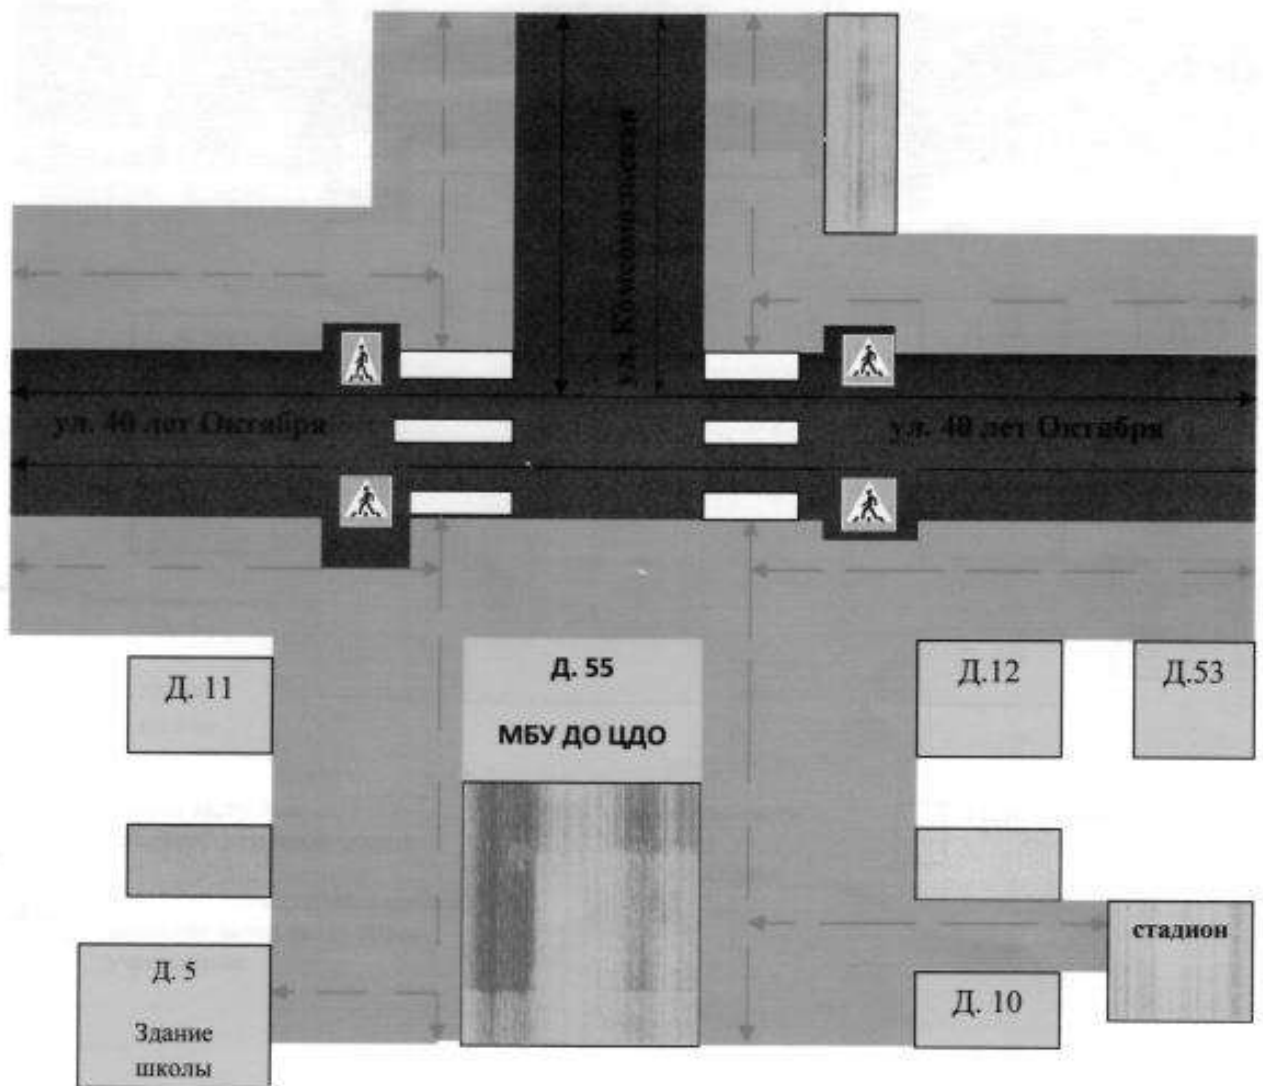 ул. Комсомольская
ул. 40 лет Октября
ул. 40 лет Октября
Д. 11
Д. 55
МБУ ДО ЦДО
Д.12
Д.53
стадион
Д. 5
Здание
школы
Д. 10